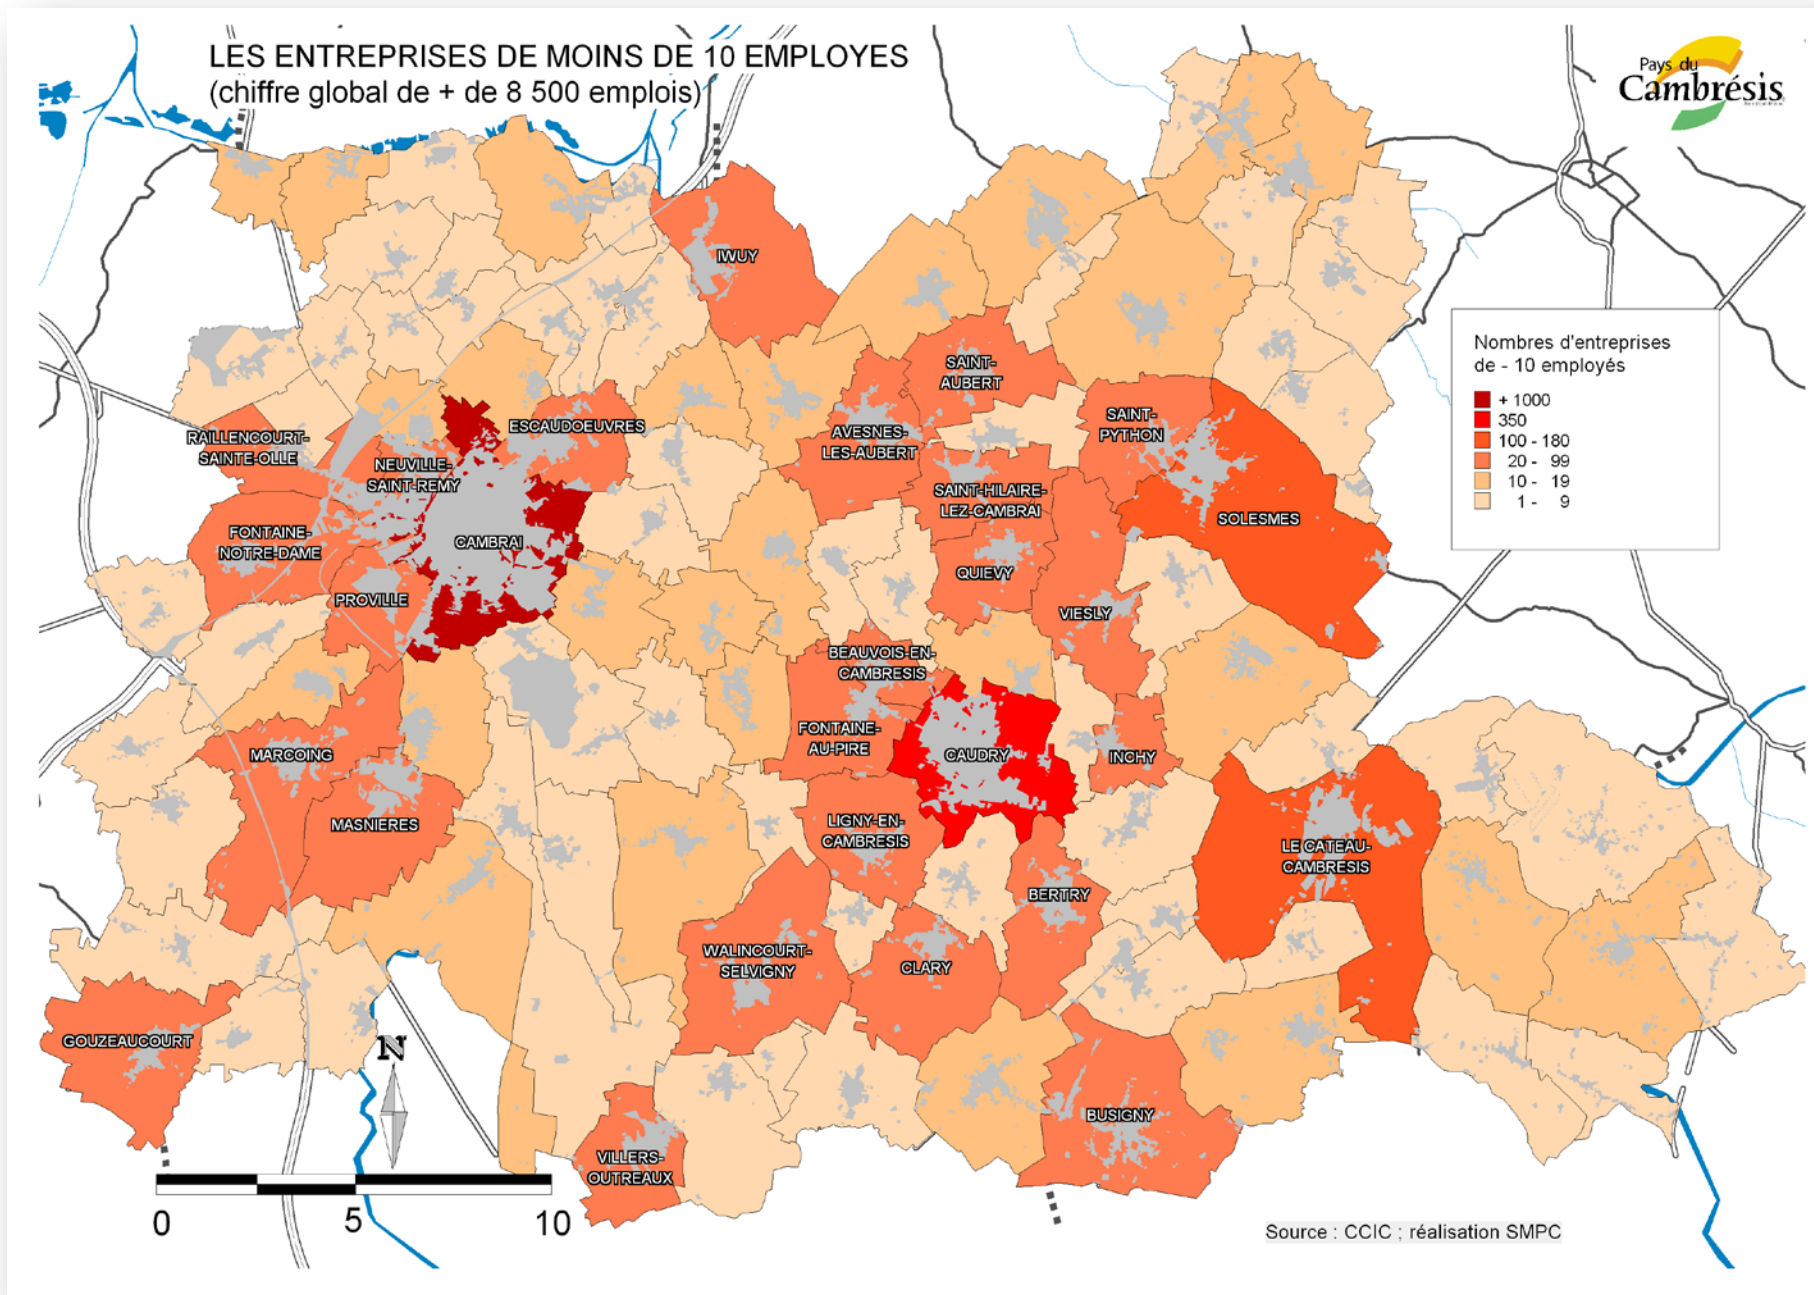 LES ENTREPRISES DE MOINS DE 10 EMPLOYES
(chiffre global de + de 8 500 emplois)
Pays du
Cambrésis
IWUY
Nombres d'entreprises
de - 10 employés
+ 1000
350
100 - 180
20 - 99
10 - 19
1 - 9
SAINT-
AUBERT
ESCAUDOEUVRES
RAILLENCOURT-
SAINTE-OLLE
NEUVILLE-
SAINT-REMY
AVESNES-
LES-AUBERT
SAINT-
PYTHON
SAINT-HILAIRE-
LEZ-CAMBRAI
SOLESMES
FONTAINE-
NOTRE-DAME
CAMBRAI
QUIEVY
PROVILLE
VIESLY
BEAUVOIS-EN-
CAMBRESIS
FONTAINE-
AU-PIRE
MARCOING
CAUDRY
INCHY
MASNIERES
LIGNY-EN-
CAMBRESIS
LE CATEAU-
CAMBRESIS
BERTRY
WALINCOURT-
SELVIGNY
CLARY
GOUZEAUCOURT
N
BUSIGNY
VILLERS-
OUTREAUX
0 5 10
Source : CCIC ; réalisation SMPC